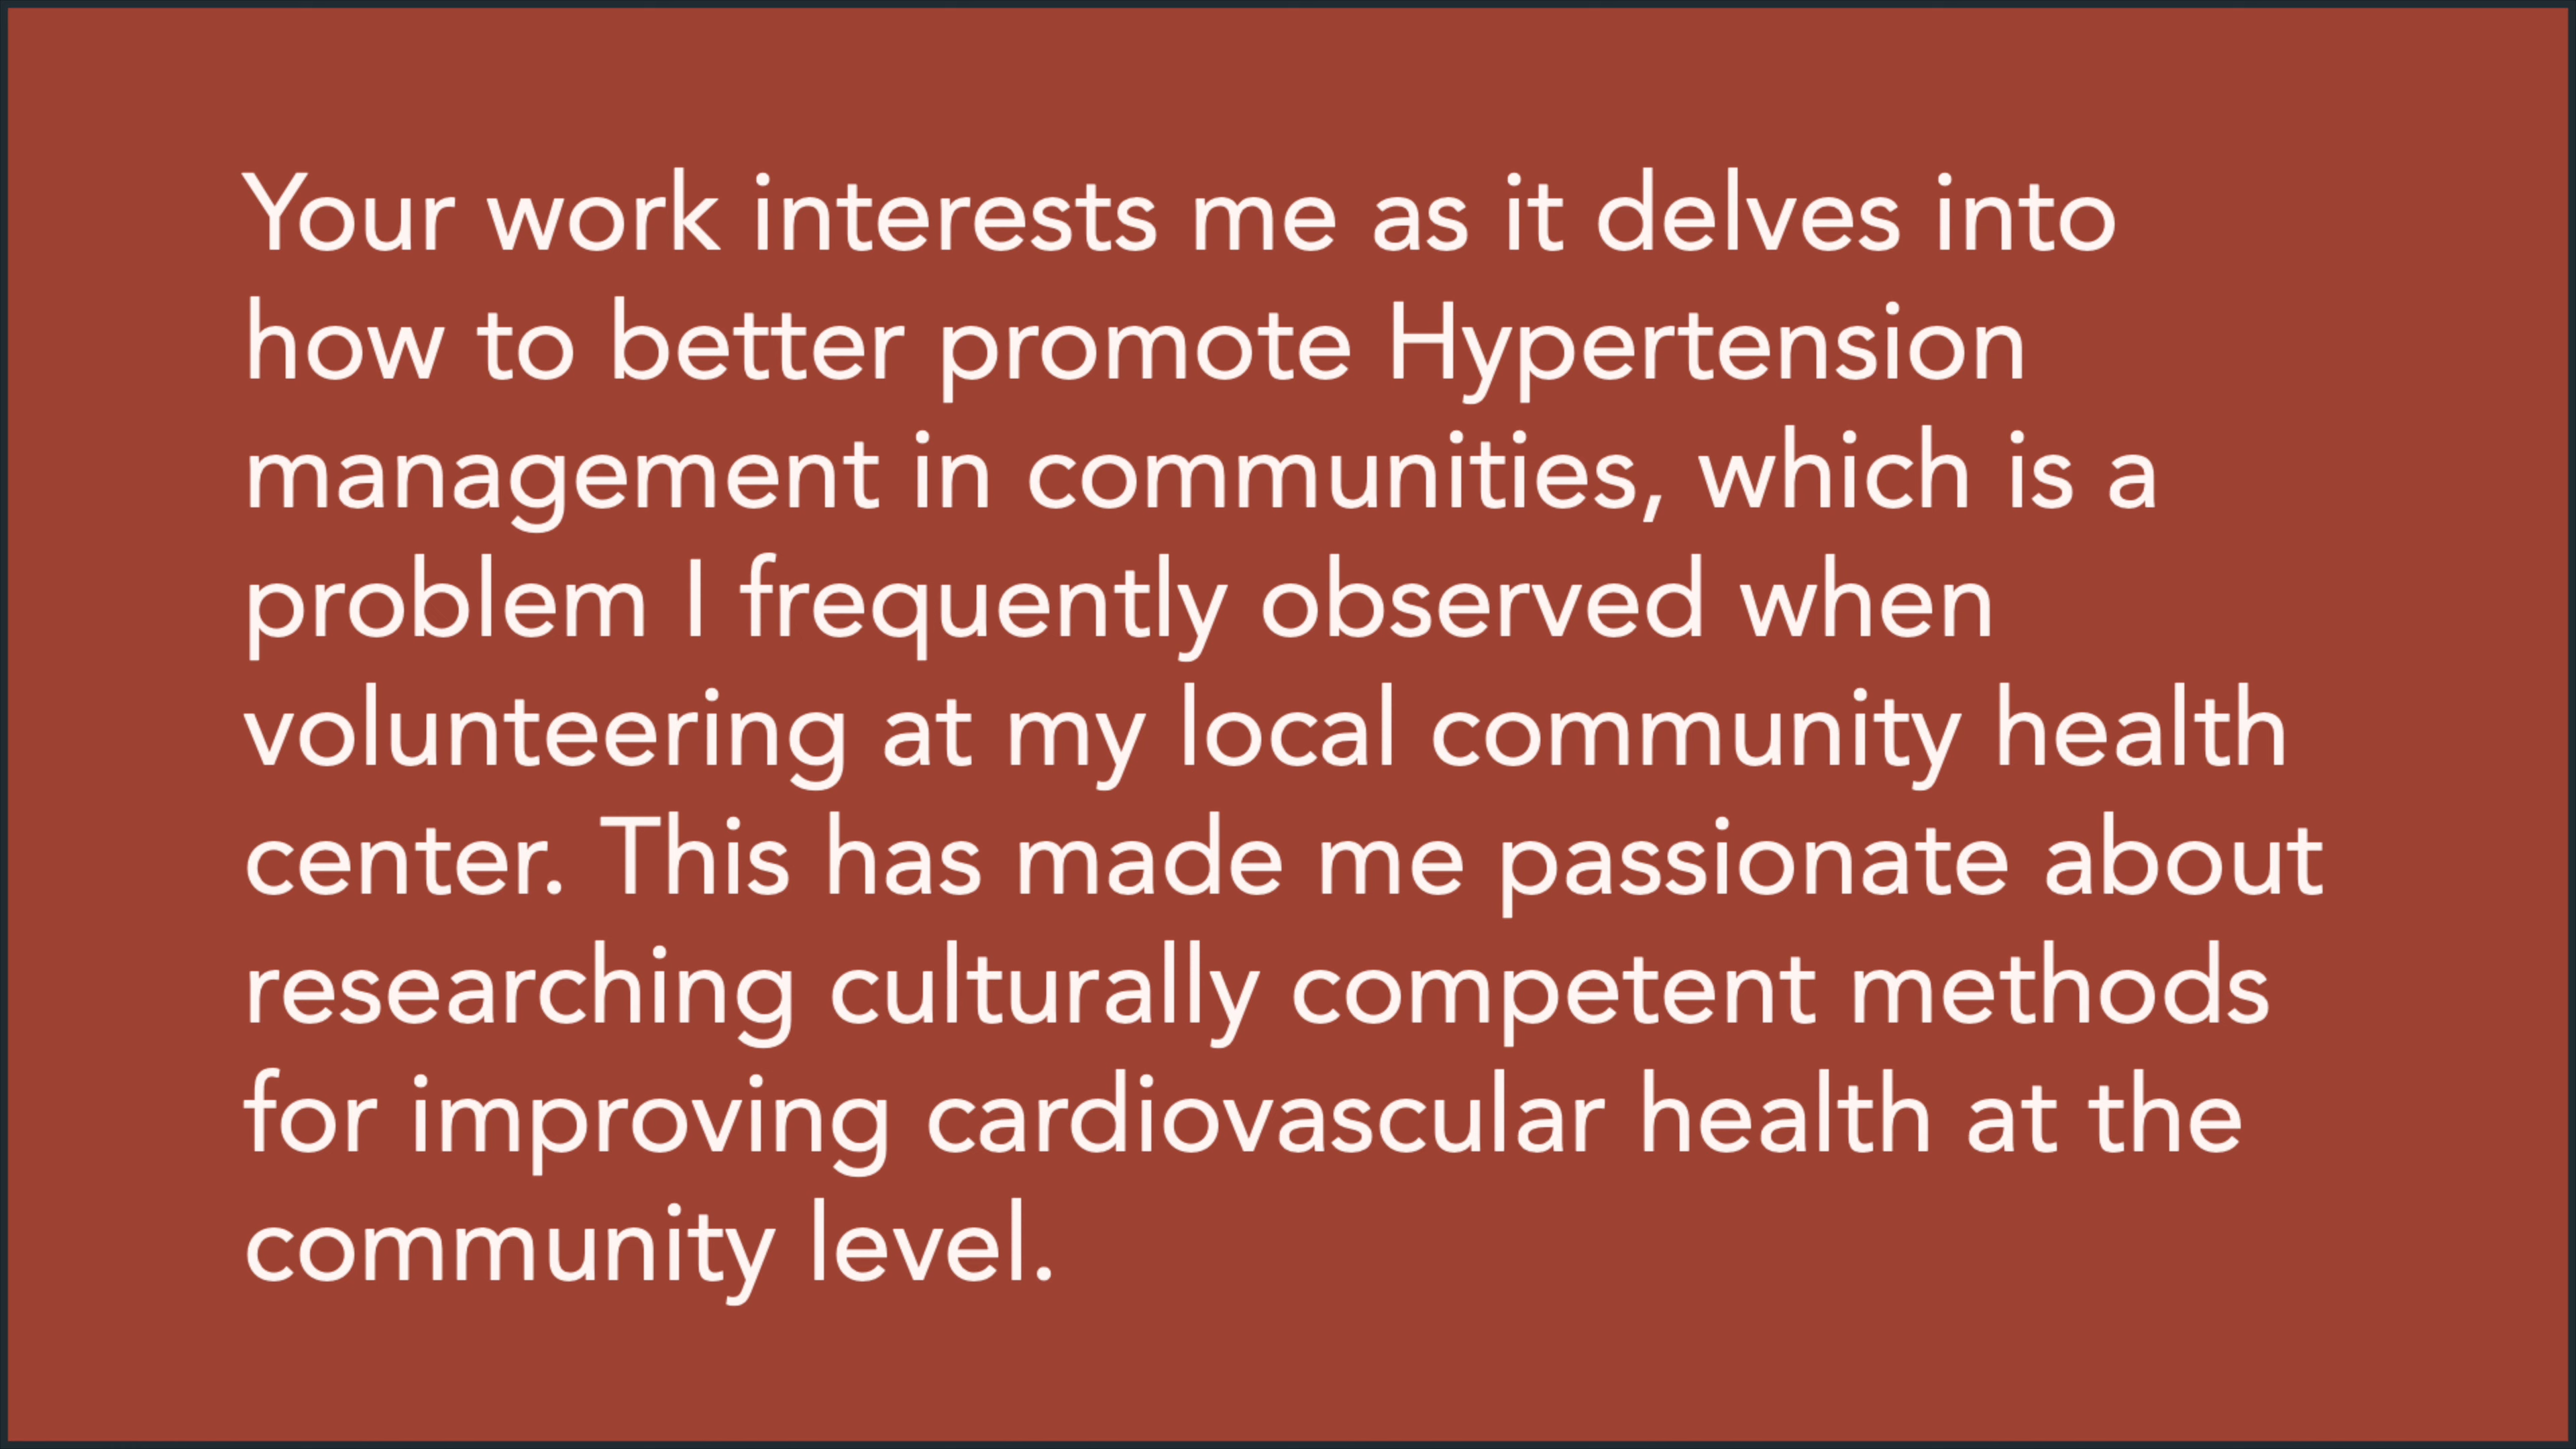 Your work interests me as it delves into
how to better promote Hypertension
management in communities, which is a
problem I frequently observed when
volunteering at my local community health
center. This has made me passionate about
researching culturally competent methods
for improving cardiovascular health at the
community level.